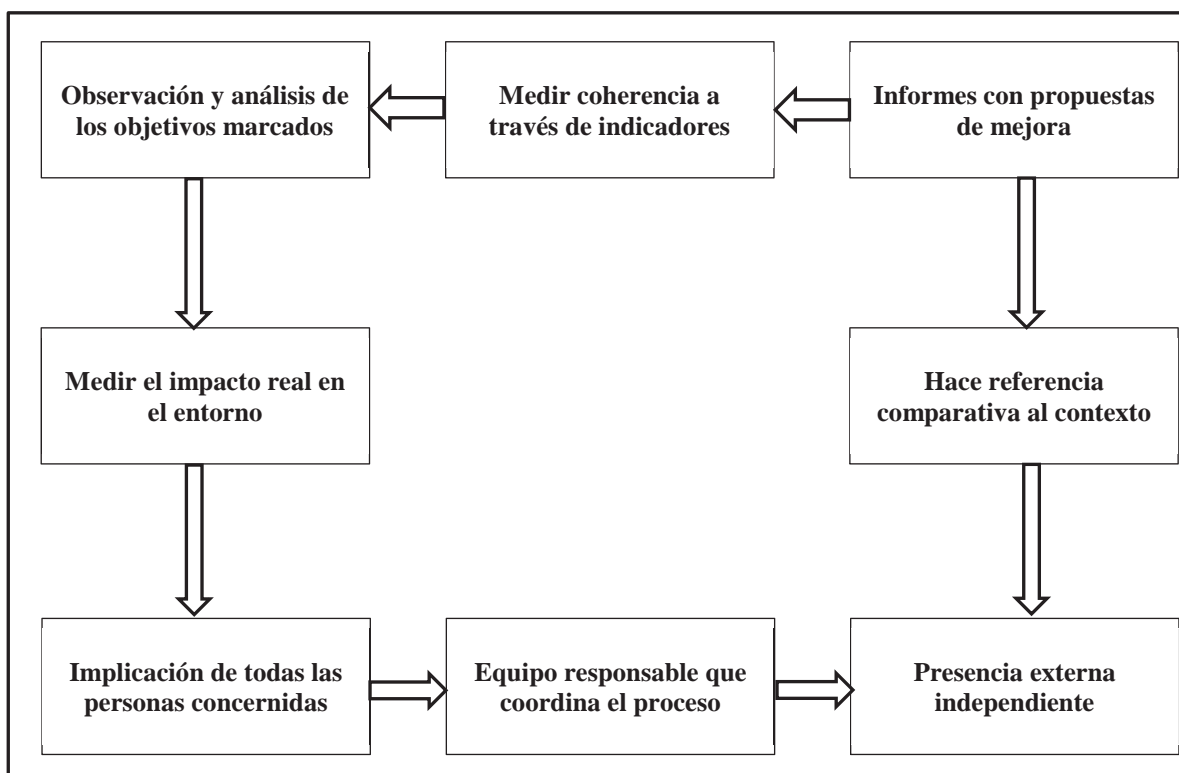 Observación y análisis de
los objetivos marcados
Medir coherencia a
través de indicadores
Informes con propuestas
de mejora
Medir el impacto real en
el entorno
Hace referencia
comparativa al contexto
Implicación de todas las
personas concernidas
Equipo responsable que
coordina el proceso
Presencia externa
independiente